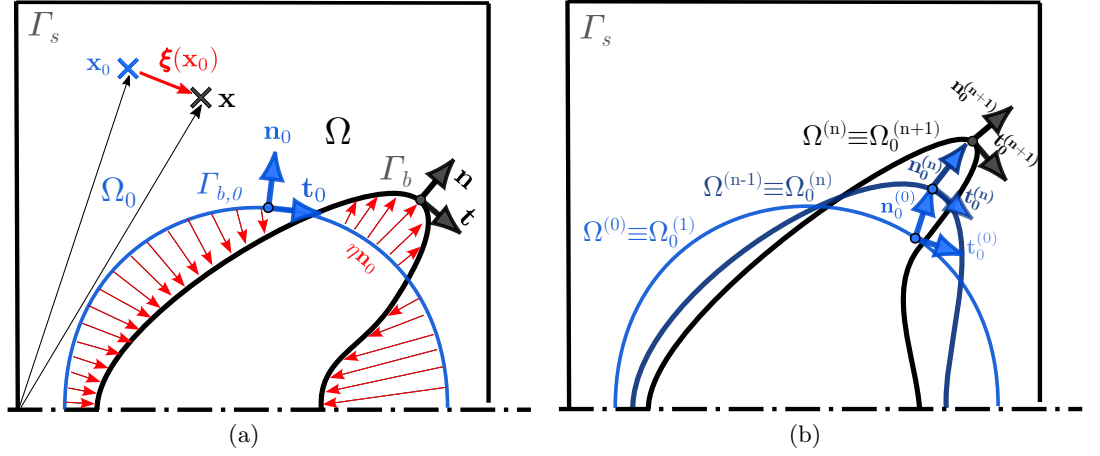 Γs
x0
ξ(x0)
x
n0
Ω
Ω0
Γb,0
t0
Γb
n
t
ηn0
(a)
Γs
n0(n+1)
Ω(n)≡Ω0(n+1)
t0(n+1)
n0(n)
Ω(n-1)≡Ω0(n)
t0(n)
n0(0)
Ω(0)≡Ω0(1)
t0(0)
(b)